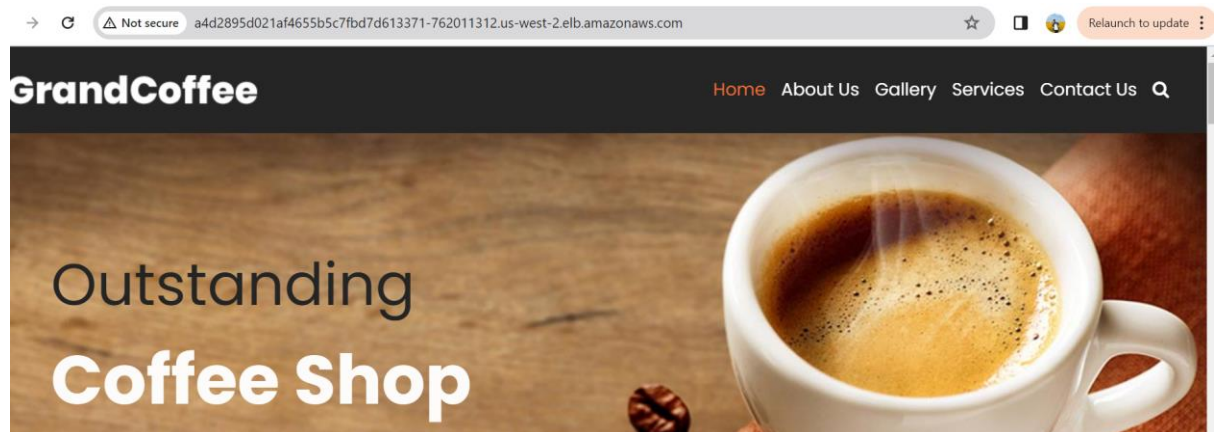 Not secure a4d2895d021af4655b5c7fbd7d613371-762011312.us-west-2.elb.amazonaws.com Relaunch to update
GrandCoffee Home About Us Gallery Services Contact Us
Outstanding
Coffee Shop